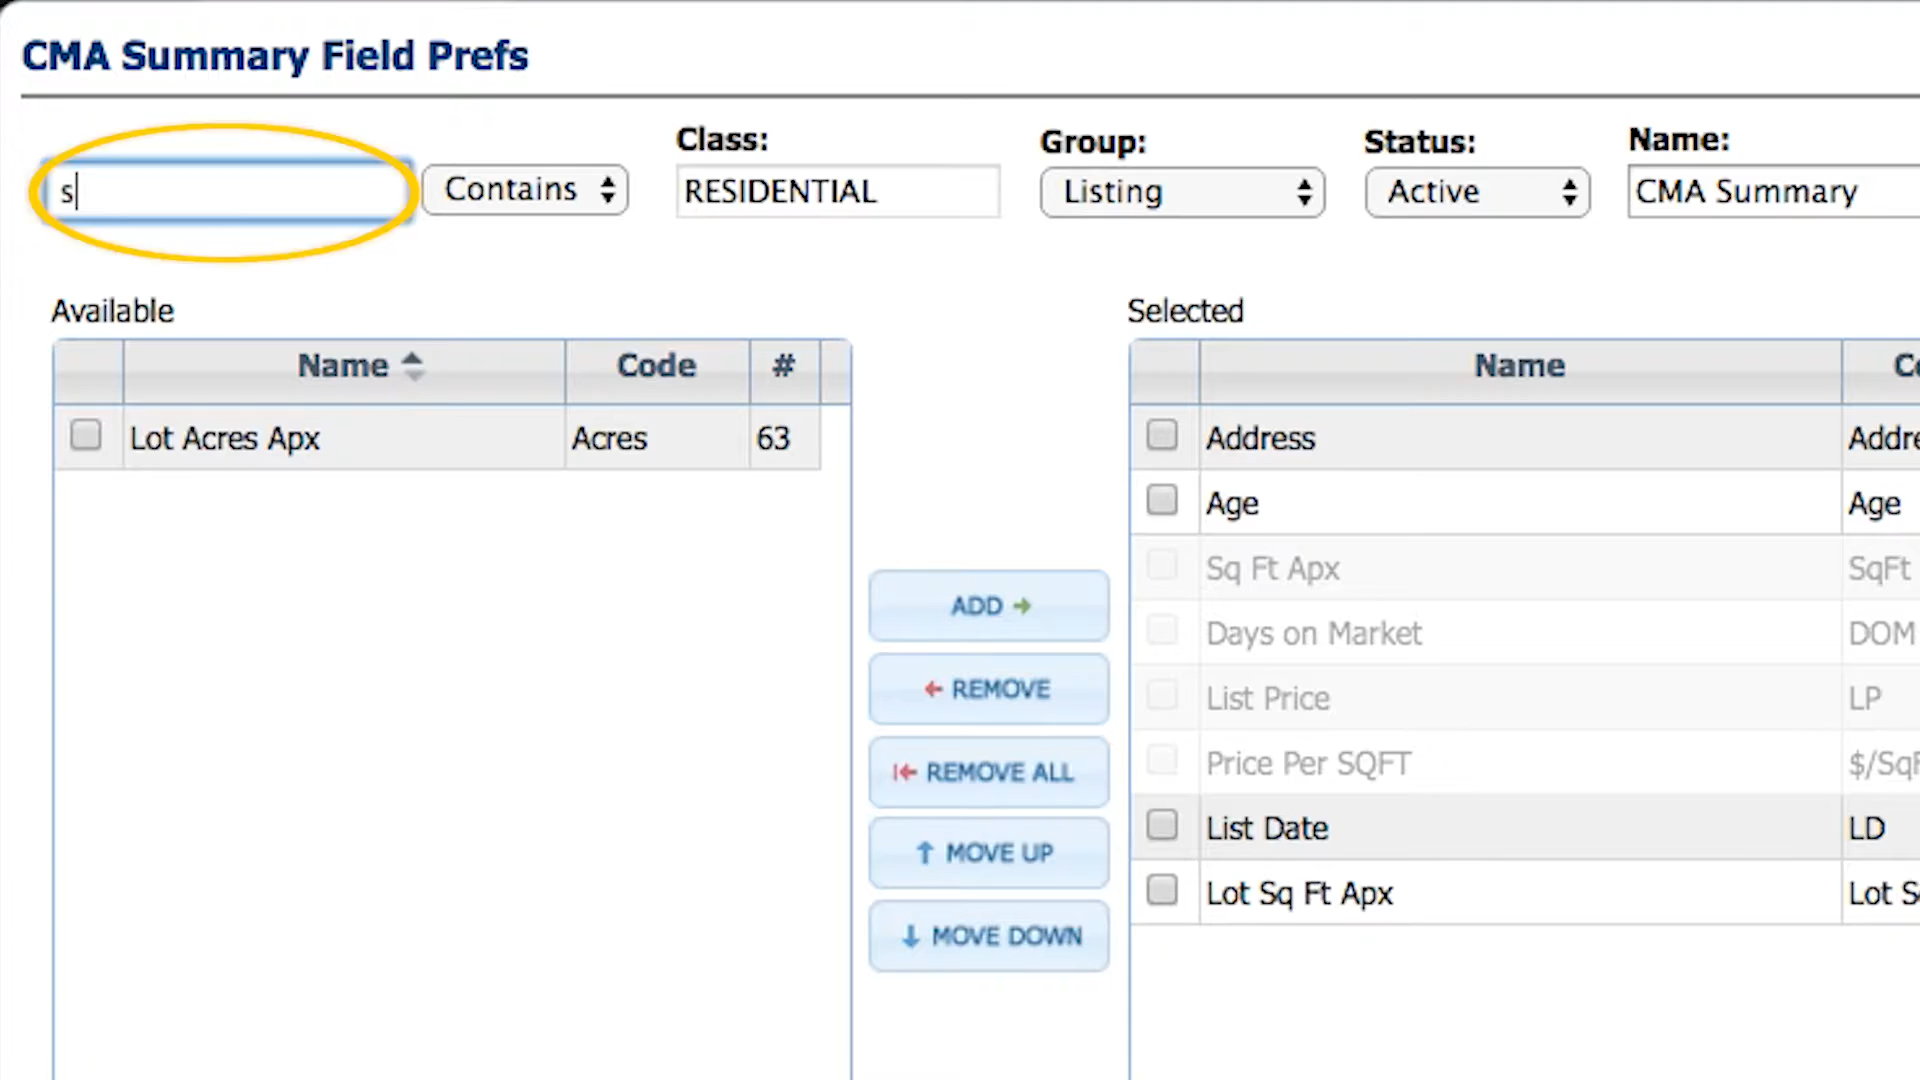 CMA Summary Field Prefs
Class: Group: Status: Name:
s Contains RESIDENTIAL Listing Active CMA Summary
Available Selected
Name Code # Name
Lot Acres Apx Acres 63
Address
Age Age
Sq Ft Apx SqFt
Days on Market DOM
List Price LP
Price Per SQFT
List Date LD
Lot Sq Ft Apx Lot
ADD
REMOVE
REMOVE ALL
MOVE UP
MOVE DOWN